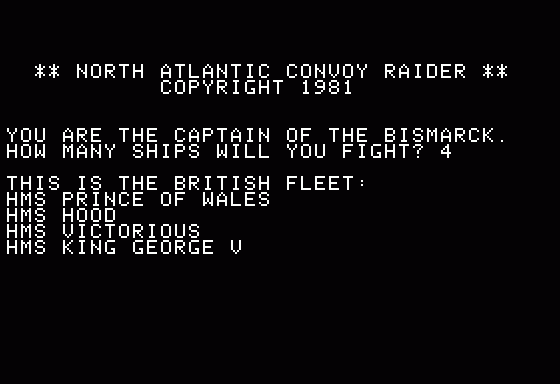 ** NORTH ATLANTIC CONVOY RAIDER **
COPYRIGHT 1981
YOU ARE THE CAPTAIN OF THE BISMARCK.
HOW MANY SHIPS WILL YOU FIGHT? 4
THIS IS THE BRITISH FLEET:
HMS PRINCE OF WALES
HMS HOOD
HMS VICTORIOUS
HMS KING GEORGE V